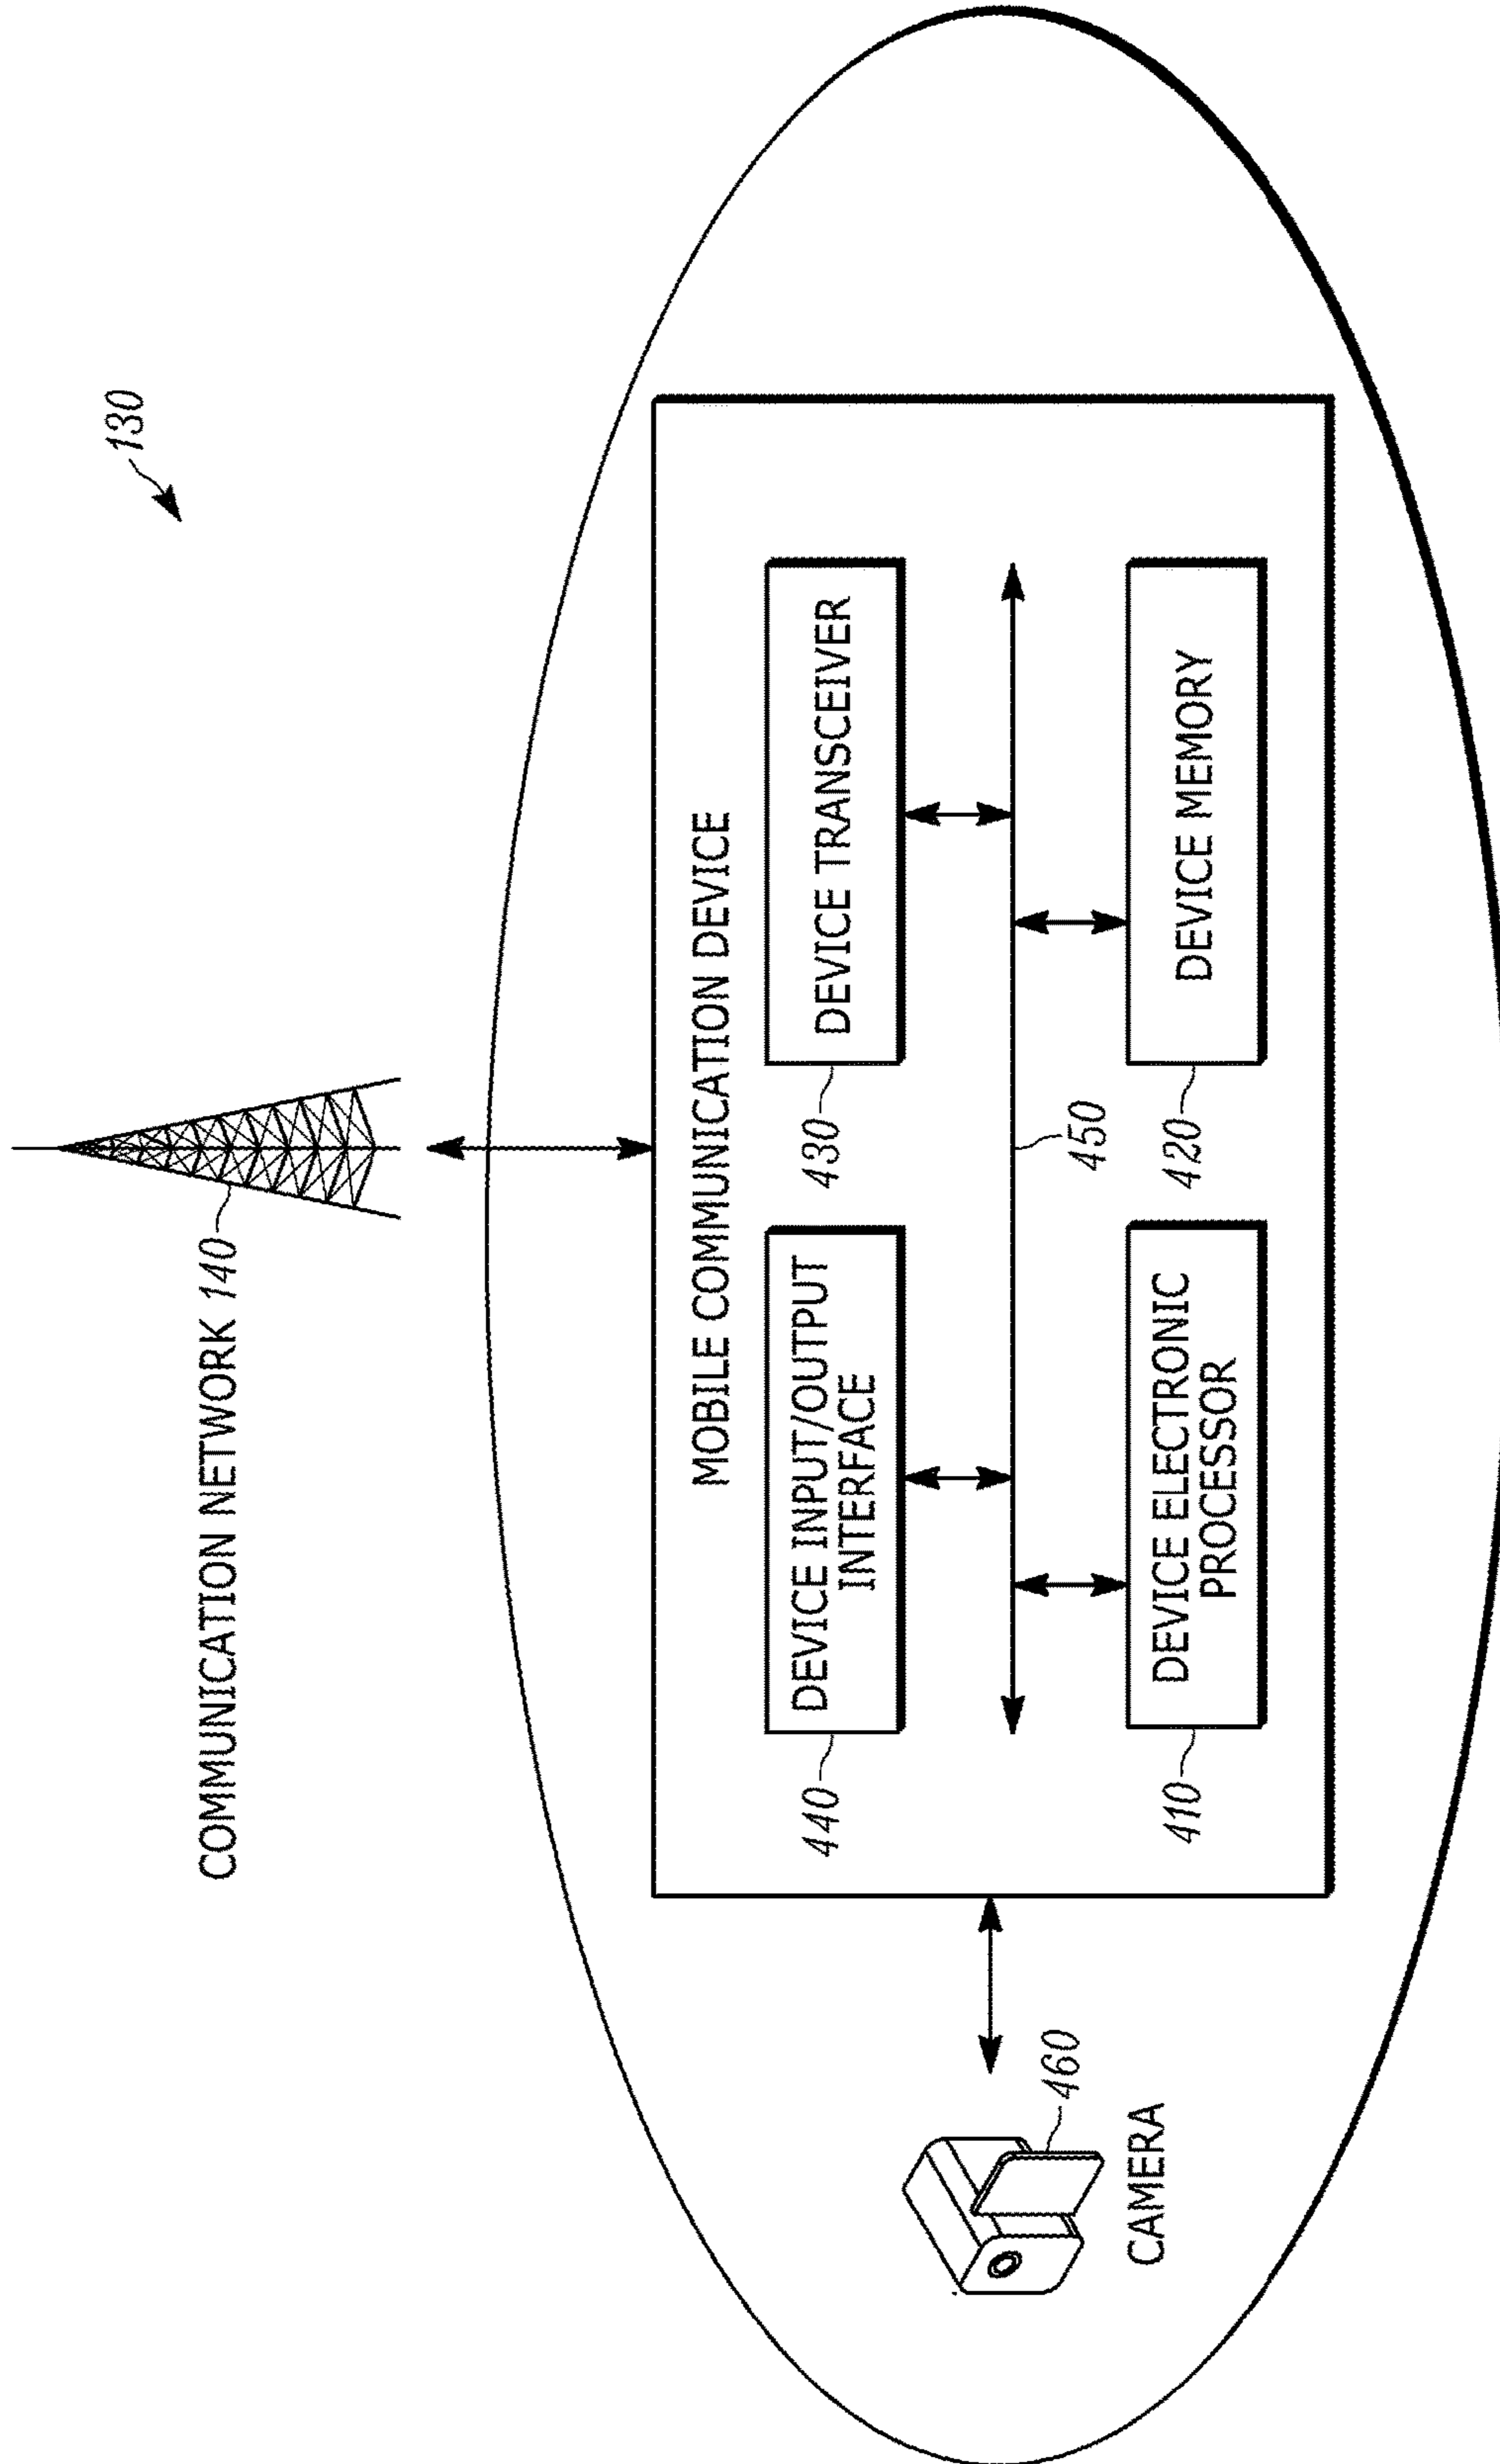 130
COMMUNICATION NETWORK 140
MOBILE COMMUNICATION DEVICE
DEVICE INPUT/OUTPUT
INTERFACE
440
DEVICE TRANSCEIVER
430
450
DEVICE ELECTRONIC
PROCESSOR
410
DEVICE MEMORY
420
460
CAMERA